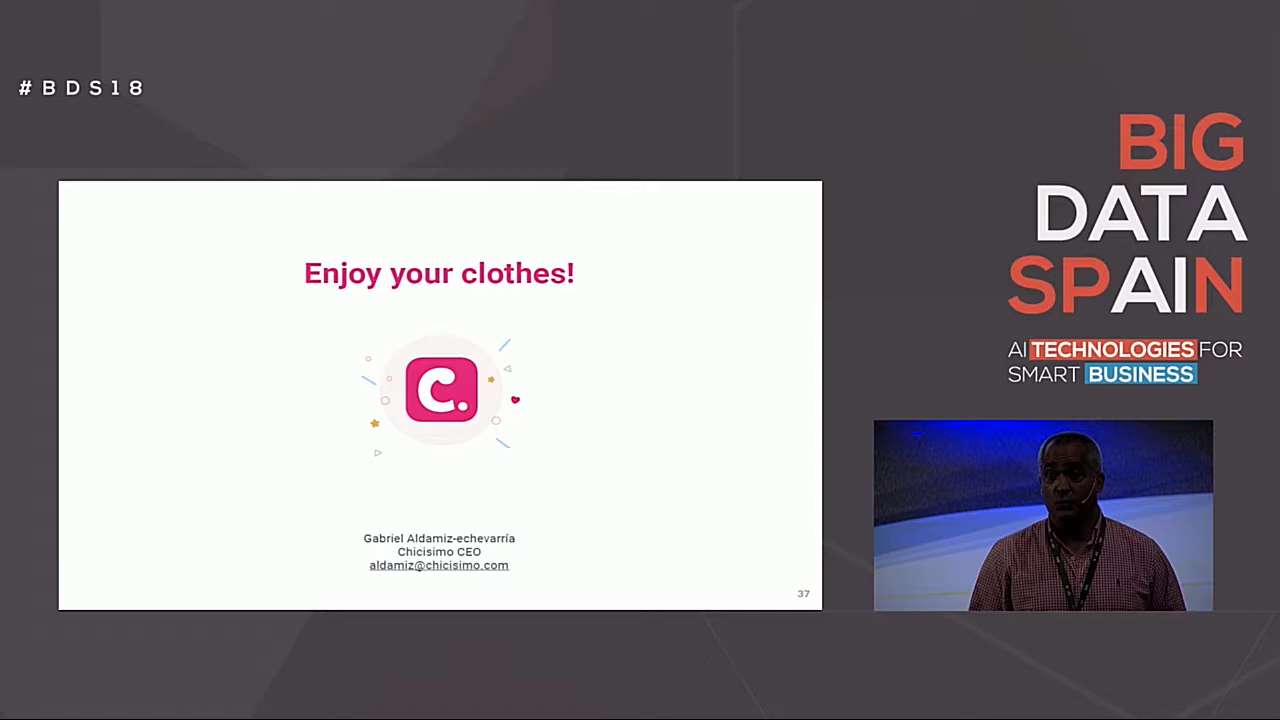 #BDS18
BIG
DATA
SPAIN
AI TECHNOLOGIES FOR
SMART BUSINESS
Enjoy your clothes!
C.
Gabriel Aldamiz-echevarría
Chicisimo CEO
aldamiz@chicisimo.com
37